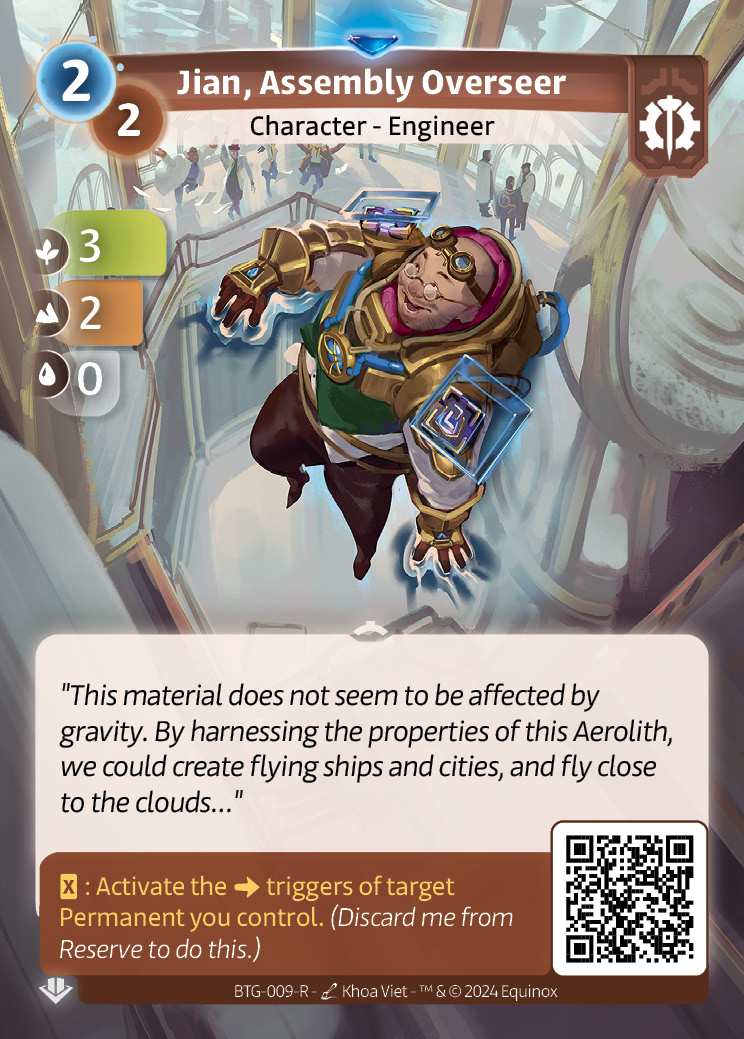 2
Jian, Assembly Overseer
2
Character - Engineer
3
2
0
"This material does not seem to be affected by
gravity. By harnessing the properties of this Aerolith,
we could create flying ships and cities, and fly close
to the clouds..."
X : Activate the ➡ triggers of target
Permanent you control. (Discard me from
Reserve to do this.)
BTG-009-R - Khoa Viet - ™ & © 2024 Equinox